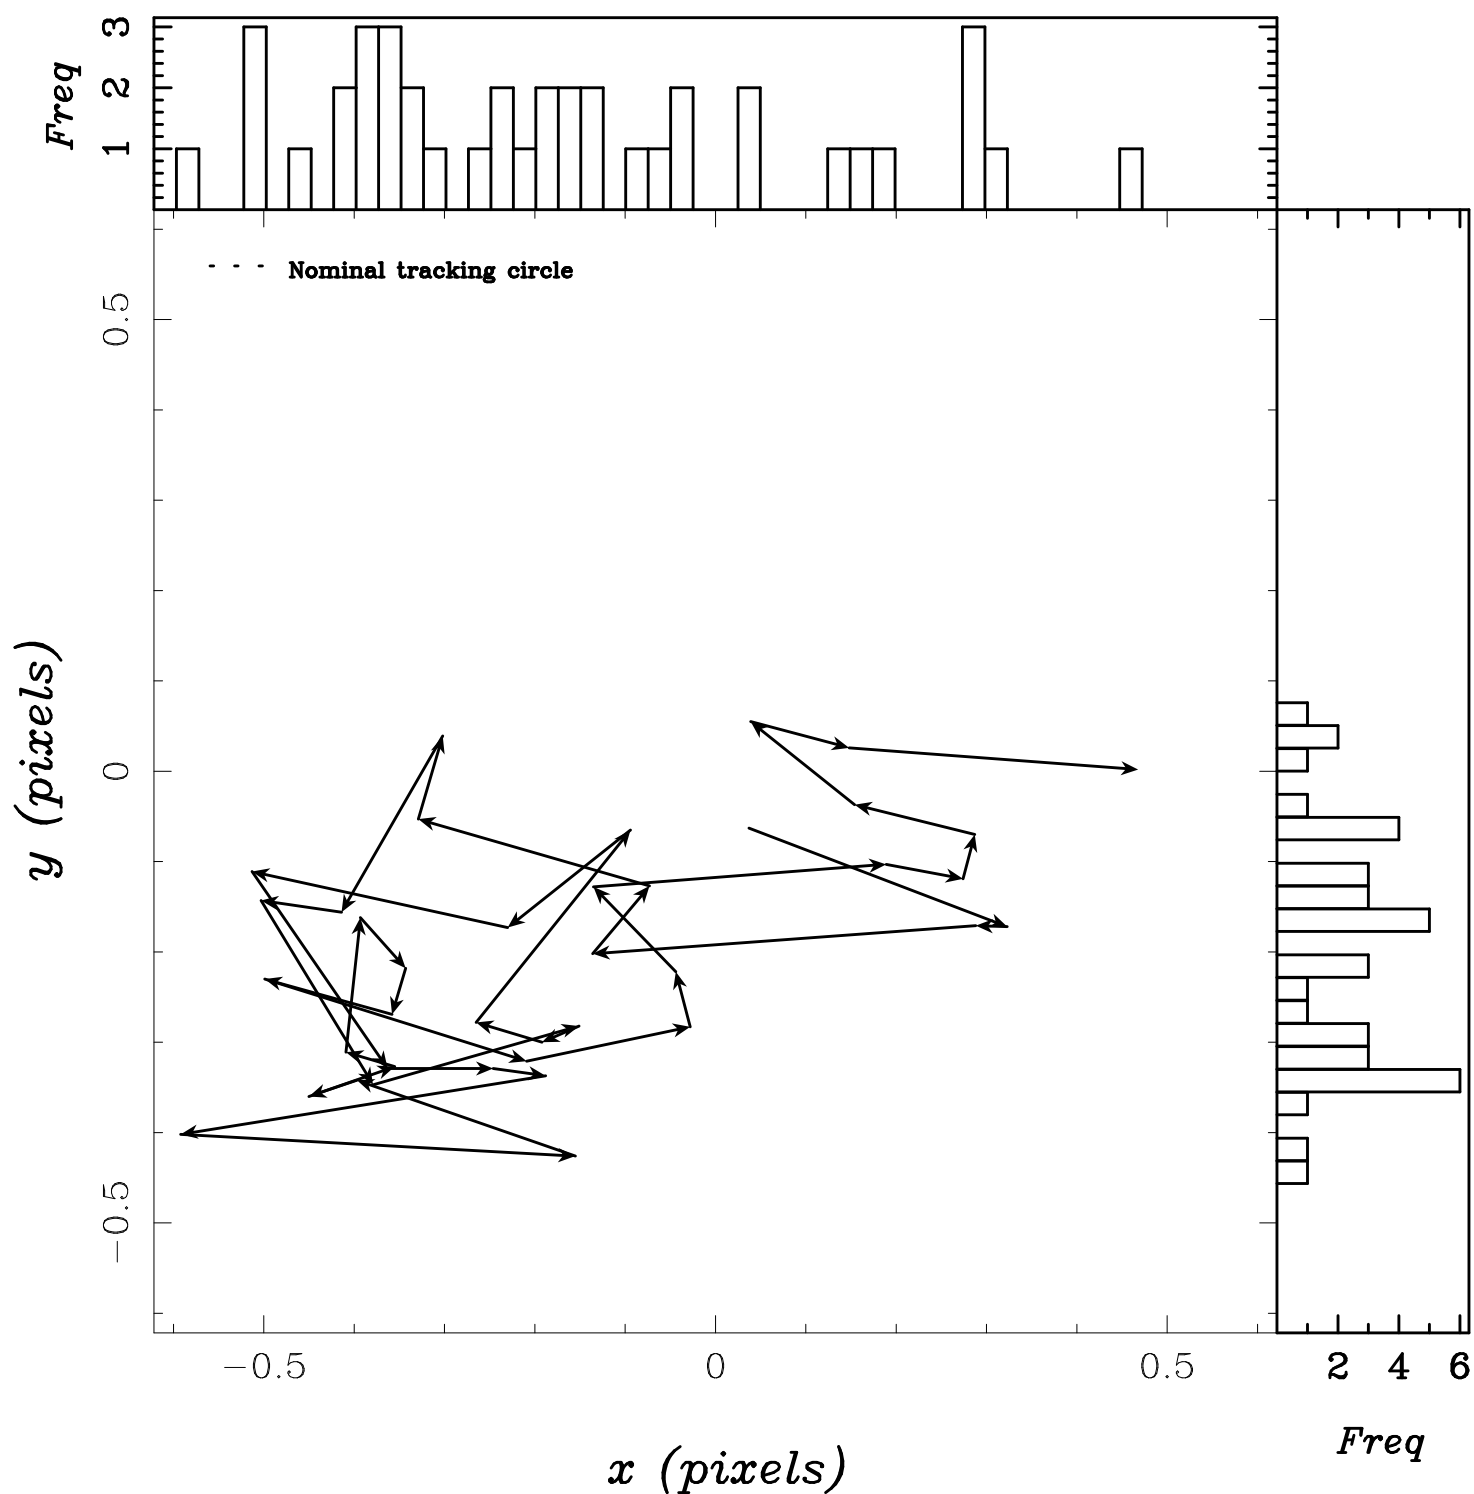 Freq
3
2
1
- - - Nominal tracking circle
0.5
0
−0.5
y (pixels)
−0.5 0 0.5
x (pixels)
2 4 6
Freq